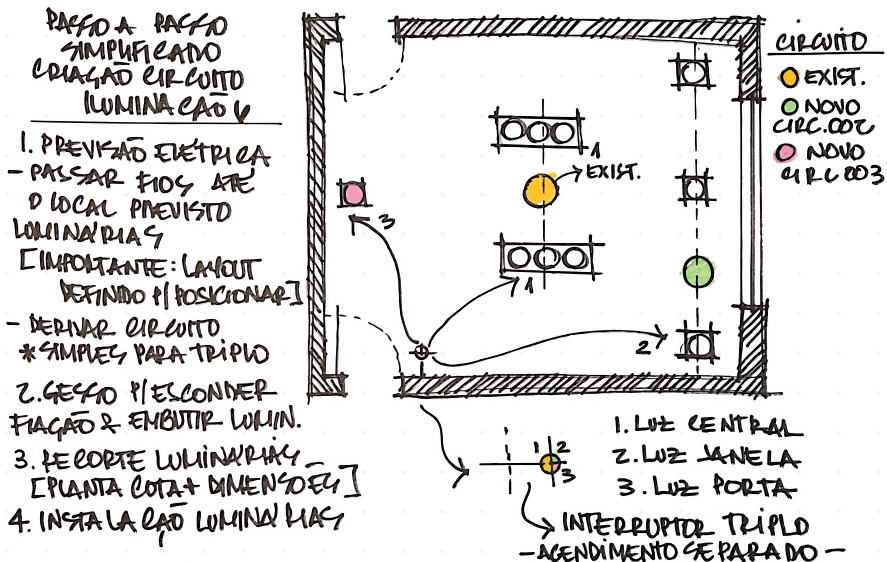 PASSO A PASSO
SIMPLIFICADO
CRIAÇÃO CIRCUITO
ILUMINAÇÃO
1. PREVISÃO ELÉTRICA
- PASSAR FIOS ATÉ
O LOCAL PREVISTO
LUMINÁRIAS
[IMPORTANTE: LAYOUT
DEFINIDO P/ POSICIONAR]
- DERIVAR CIRCUITO
* SIMPLES PARA TRIPLO
2. GESSO P/ ESCONDER
FIAÇÃO & EMBUTIR LUMIN.
3. RECORTE LUMINÁRIAS
[PLANTA COTA + DIMENSÕES]
4. INSTALAÇÃO LUMINÁRIAS
1
EXIST.
3
1
2
CIRCUITO
EXIST.
NOVO
CIRC.002
NOVO
CIRC 003
1 2
3
INTERRUPTOR TRIPLO
- ACENDIMENTO SEPARADO -
1. LUZ CENTRAL
2. LUZ JANELA
3. LUZ PORTA